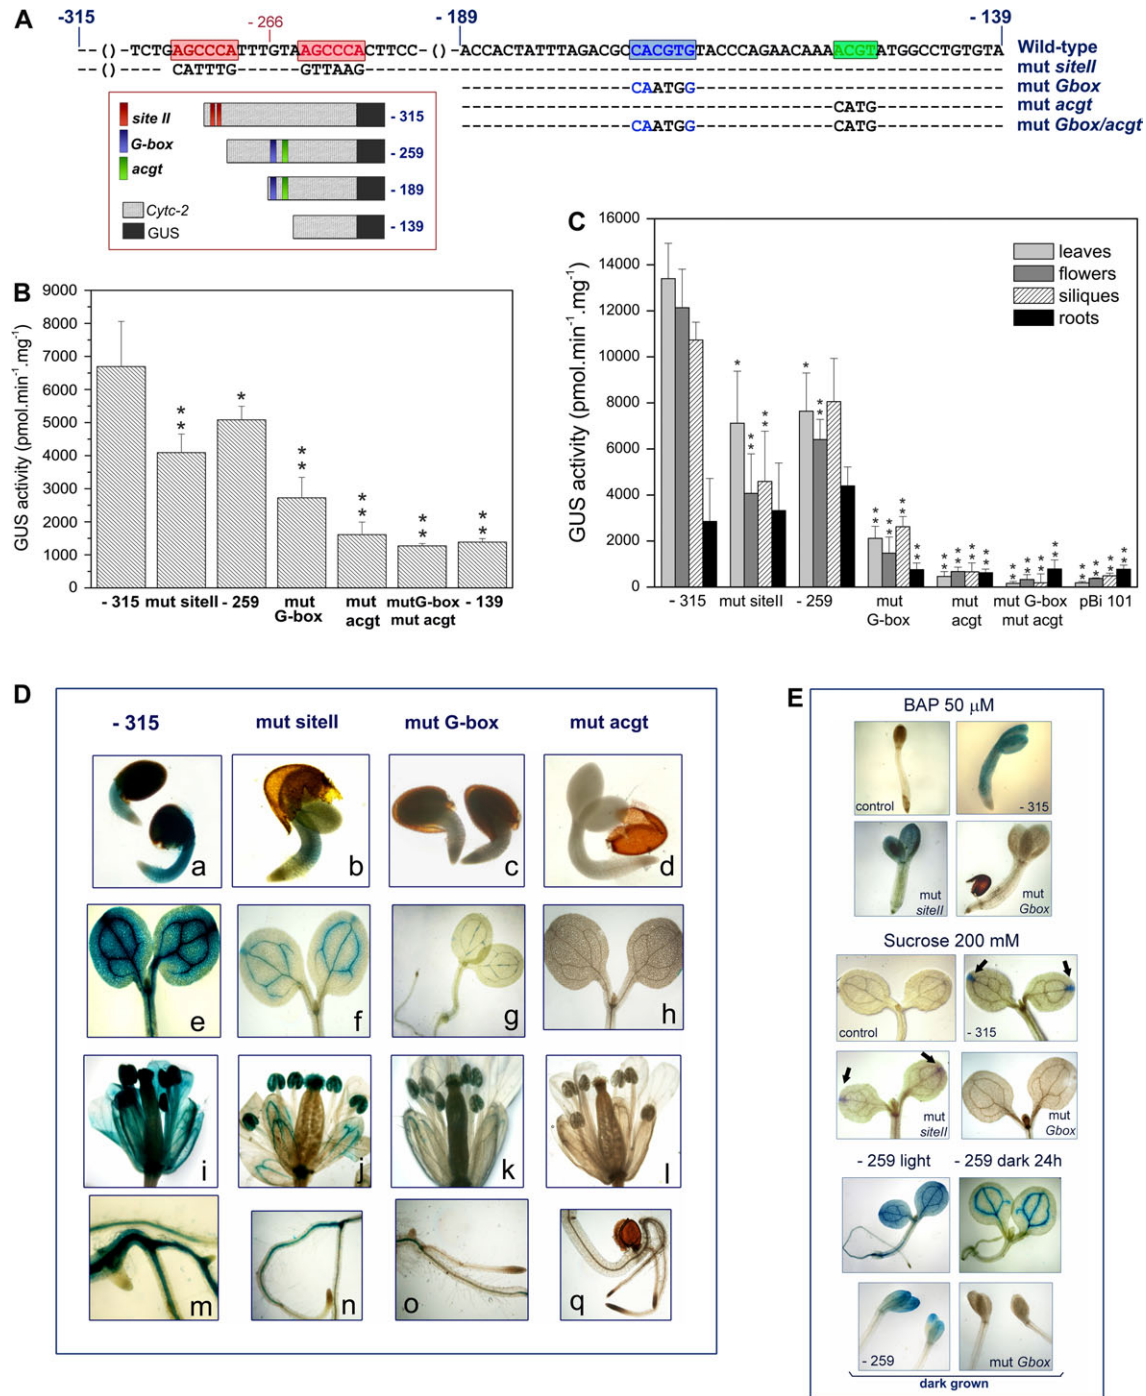 A
-315
- 266
- 189
- 139
--()--TCTGAGCCCATTTGTAAGCCCACTTCC-()-ACCACTATTTAGACGCCACGTGTACCCAGAACAAAACGTATGGCCTGTGTA
Wild-type
--()-- CATTTG GTTAAG
mut siteII
CAATGG
mut Gbox
CATG
mut acgt
CAATGG CATG
mut Gbox/acgt
site II
G-box
acgt
Cytc-2
GUS
- 315
- 259
- 189
- 139
B
GUS activity (pmol.min-1.mg-1)
9000
8000
7000
6000
5000
4000
3000
2000
1000
0
* *
*
* *
* *
* *
* *
- 315 mut siteII - 259 mut G-box mut acgt mutG-box mut acgt - 139
C
GUS activity (pmol.min-1.mg-1)
16000
14000
12000
10000
8000
6000
4000
2000
0
leaves
flowers
siliques
roots
- 315 mut siteII - 259 mut G-box mut acgt mut G-box mut acgt pBi 101
D
- 315 mut siteII mut G-box mut acgt
a b c d
e f g h
i j k l
m n o q
E
BAP 50 µM
control
- 315
mut siteII
mut Gbox
Sucrose 200 mM
control
- 315
mut siteII
mut Gbox
- 259 light
- 259 dark 24h
- 259
mut Gbox
dark grown